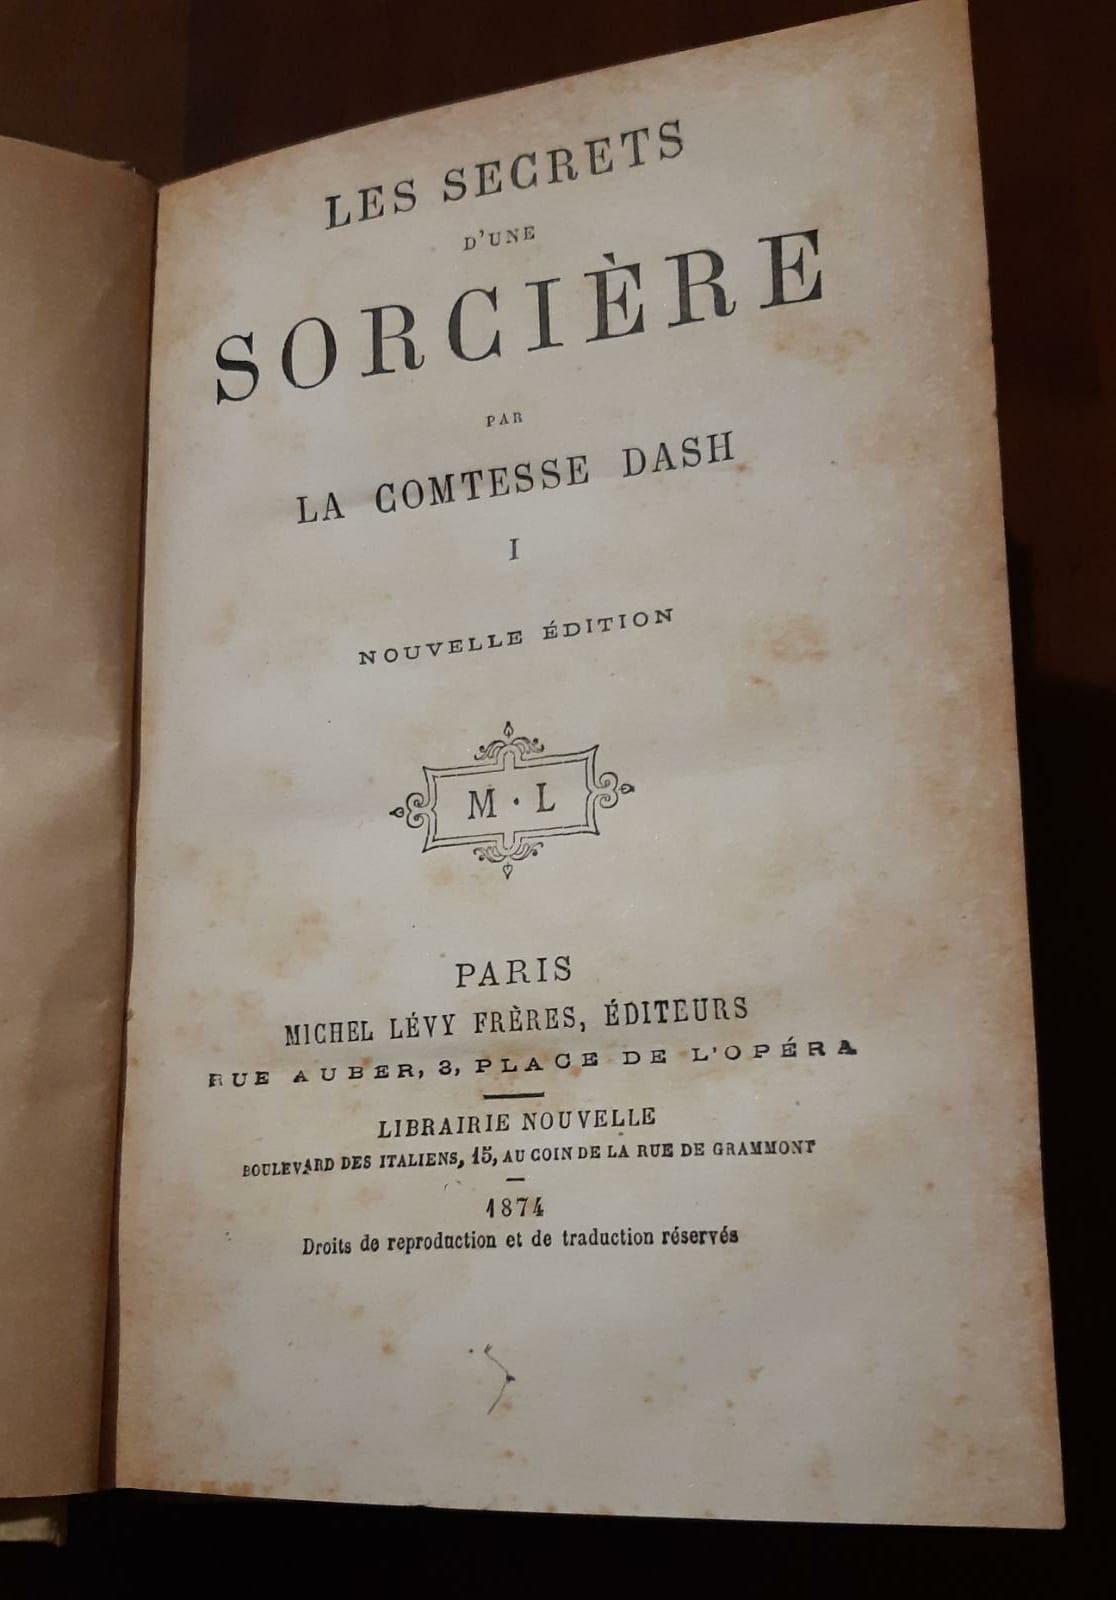 LES SECRETS
D'UNE
SORCIÈRE
PAR
LA COMTESSE DASH
I
NOUVELLE ÉDITION
M · L
PARIS
MICHEL LÉVY FRÈRES, ÉDITEURS
RUE AUBER, 3, PLACE DE L'OPÉRA
LIBRAIRIE NOUVELLE
BOULEVARD DES ITALIENS, 15, AU COIN DE LA RUE DE GRAMMONT
1874
Droits de reproduction et de traduction réservés